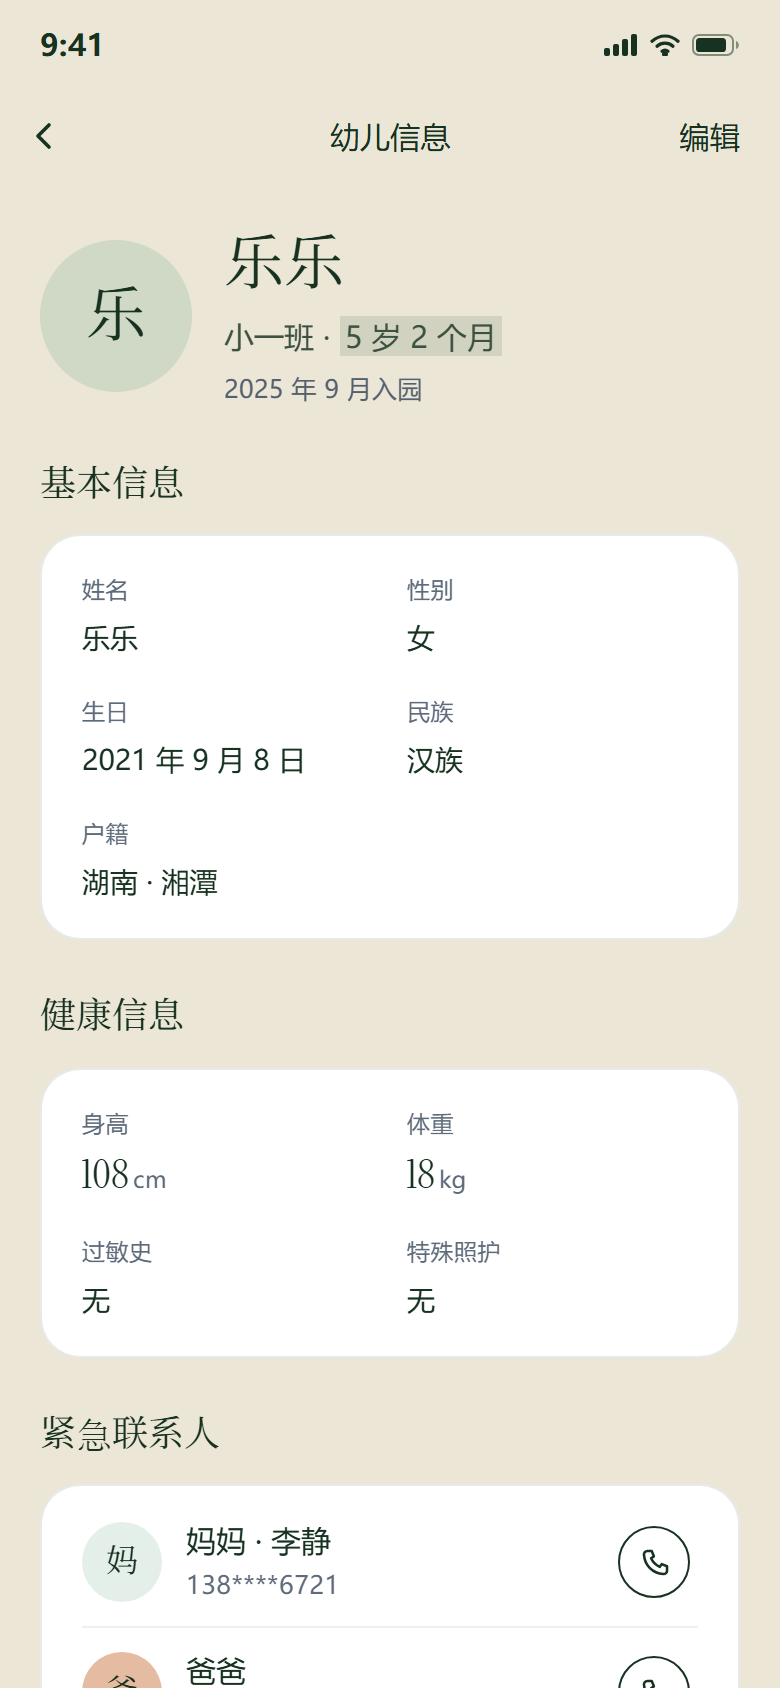 9:41
幼儿信息
编辑
乐
乐乐
小一班 · 5 岁 2 个月
2025 年 9 月入园
基本信息
姓名 性别
乐乐 女
生日 民族
2021 年 9 月 8 日 汉族
户籍
湖南 · 湘潭
健康信息
身高 体重
108 cm 18 kg
过敏史 特殊照护
无 无
紧急联系人
妈
妈妈 · 李静
138****6721
爸爸